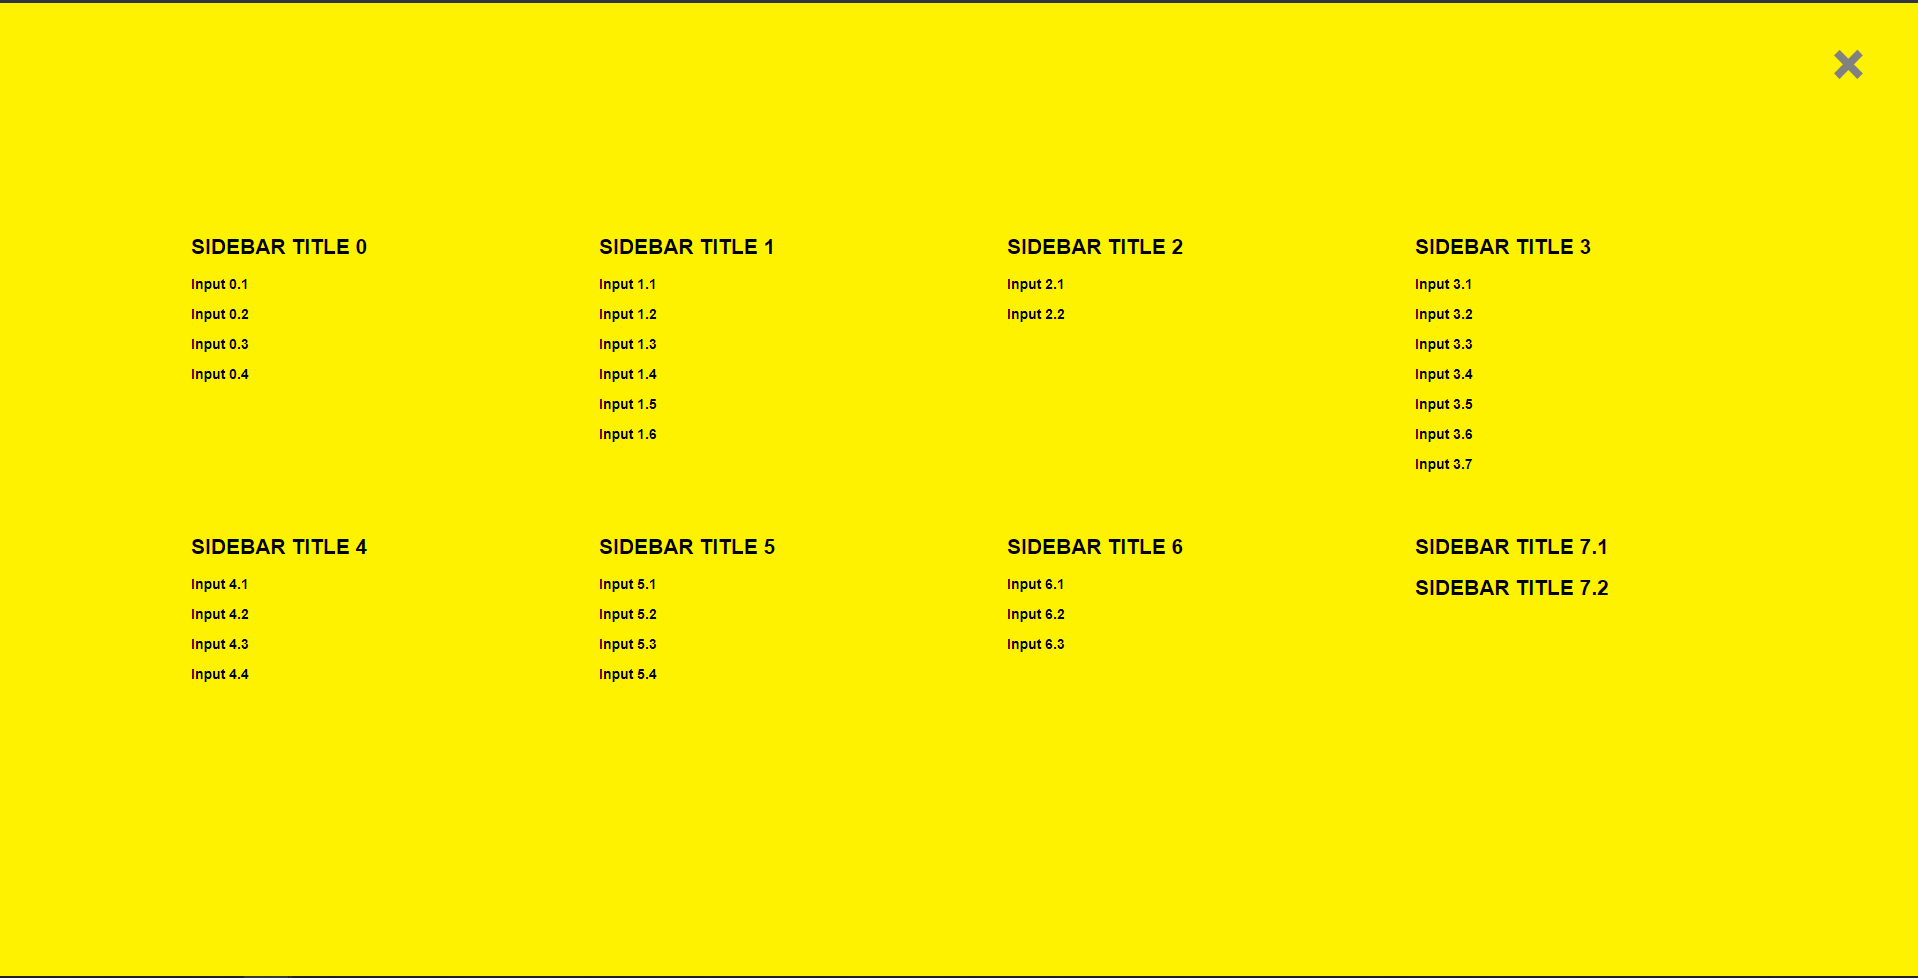 SIDEBAR TITLE 0
Input 0.1
Input 0.2
Input 0.3
Input 0.4
SIDEBAR TITLE 1
Input 1.1
Input 1.2
Input 1.3
Input 1.4
Input 1.5
Input 1.6
SIDEBAR TITLE 2
Input 2.1
Input 2.2
SIDEBAR TITLE 3
Input 3.1
Input 3.2
Input 3.3
Input 3.4
Input 3.5
Input 3.6
Input 3.7
SIDEBAR TITLE 4
Input 4.1
Input 4.2
Input 4.3
Input 4.4
SIDEBAR TITLE 5
Input 5.1
Input 5.2
Input 5.3
Input 5.4
SIDEBAR TITLE 6
Input 6.1
Input 6.2
Input 6.3
SIDEBAR TITLE 7.1
SIDEBAR TITLE 7.2